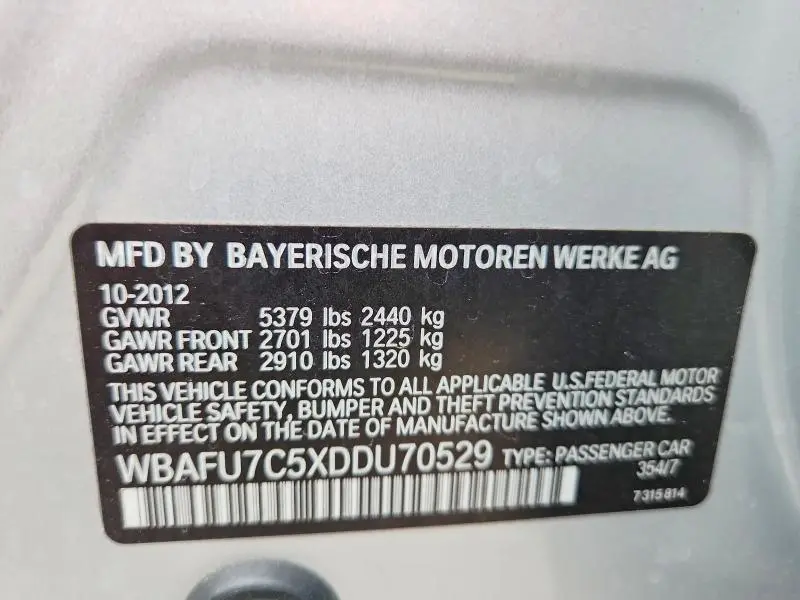 MFD BY BAYERISCHE MOTOREN WERKE AG
10-2012
GVWR 5379 lbs 2440 kg
GAWR FRONT 2701 lbs 1225 kg
GAWR REAR 2910 lbs 1320 kg
THIS VEHICLE CONFORMS TO ALL APPLICABLE U.S.FEDERAL MOTOR
VEHICLE SAFETY, BUMPER AND THEFT PREVENTION STANDARDS
IN EFFECT ON THE DATE OF MANUFACTURE SHOWN ABOVE.
WBAFU7C5XDDU70529 TYPE: PASSENGER CAR
354/7
7315814